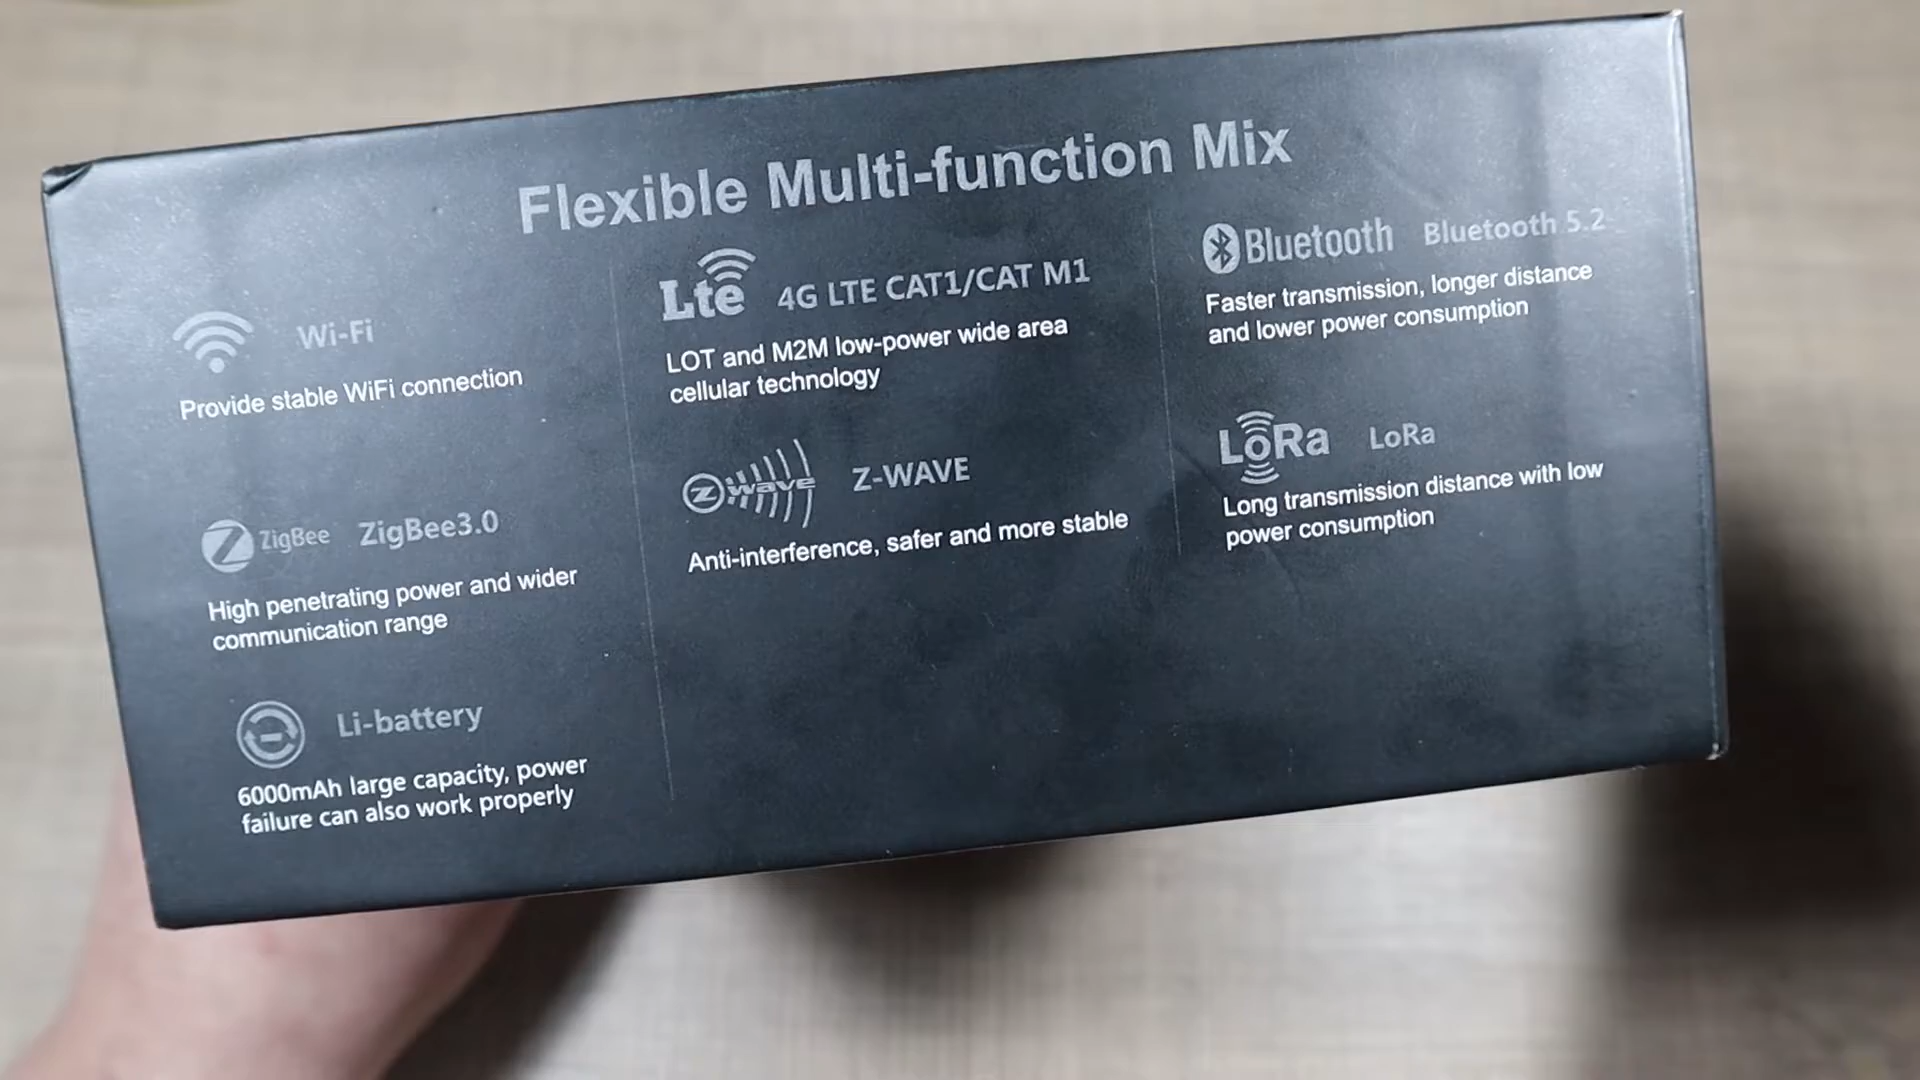 Flexible Multi-function Mix
Wi-Fi
Provide stable WiFi connection
ZigBee ZigBee3.0
High penetrating power and wider
communication range
Li-battery
6000mAh large capacity, power
failure can also work properly
Lte 4G LTE CAT1/CAT M1
LOT and M2M low-power wide area
cellular technology
Z wave Z-WAVE
Anti-interference, safer and more stable
Bluetooth Bluetooth 5.2
Faster transmission, longer distance
and lower power consumption
LoRa LoRa
Long transmission distance with low
power consumption